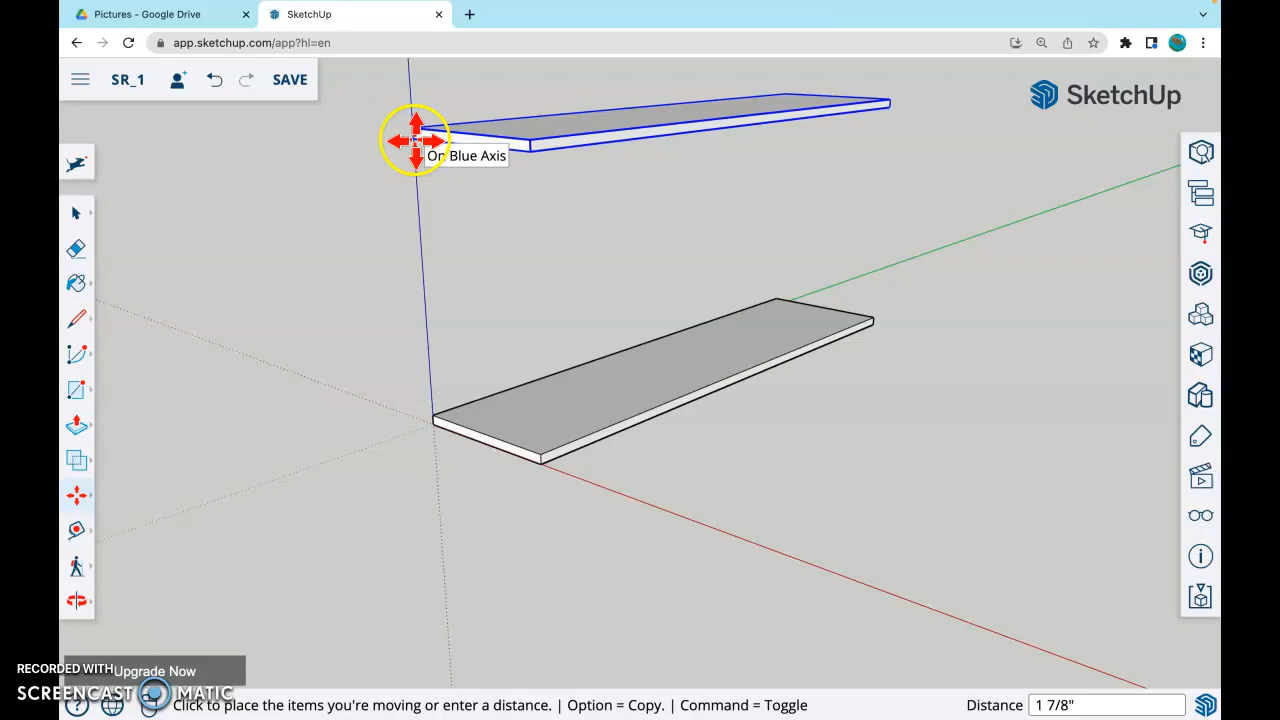 Pictures - Google Drive
SketchUp
app.sketchup.com/app?hl=en
SR_1
SAVE
SketchUp
On Blue Axis
Upgrade Now
RECORDED WITH
SCREENCAST MATIC
Click to place the items you're moving or enter a distance. | Option = Copy. | Command = Toggle
Distance
1 7/8"